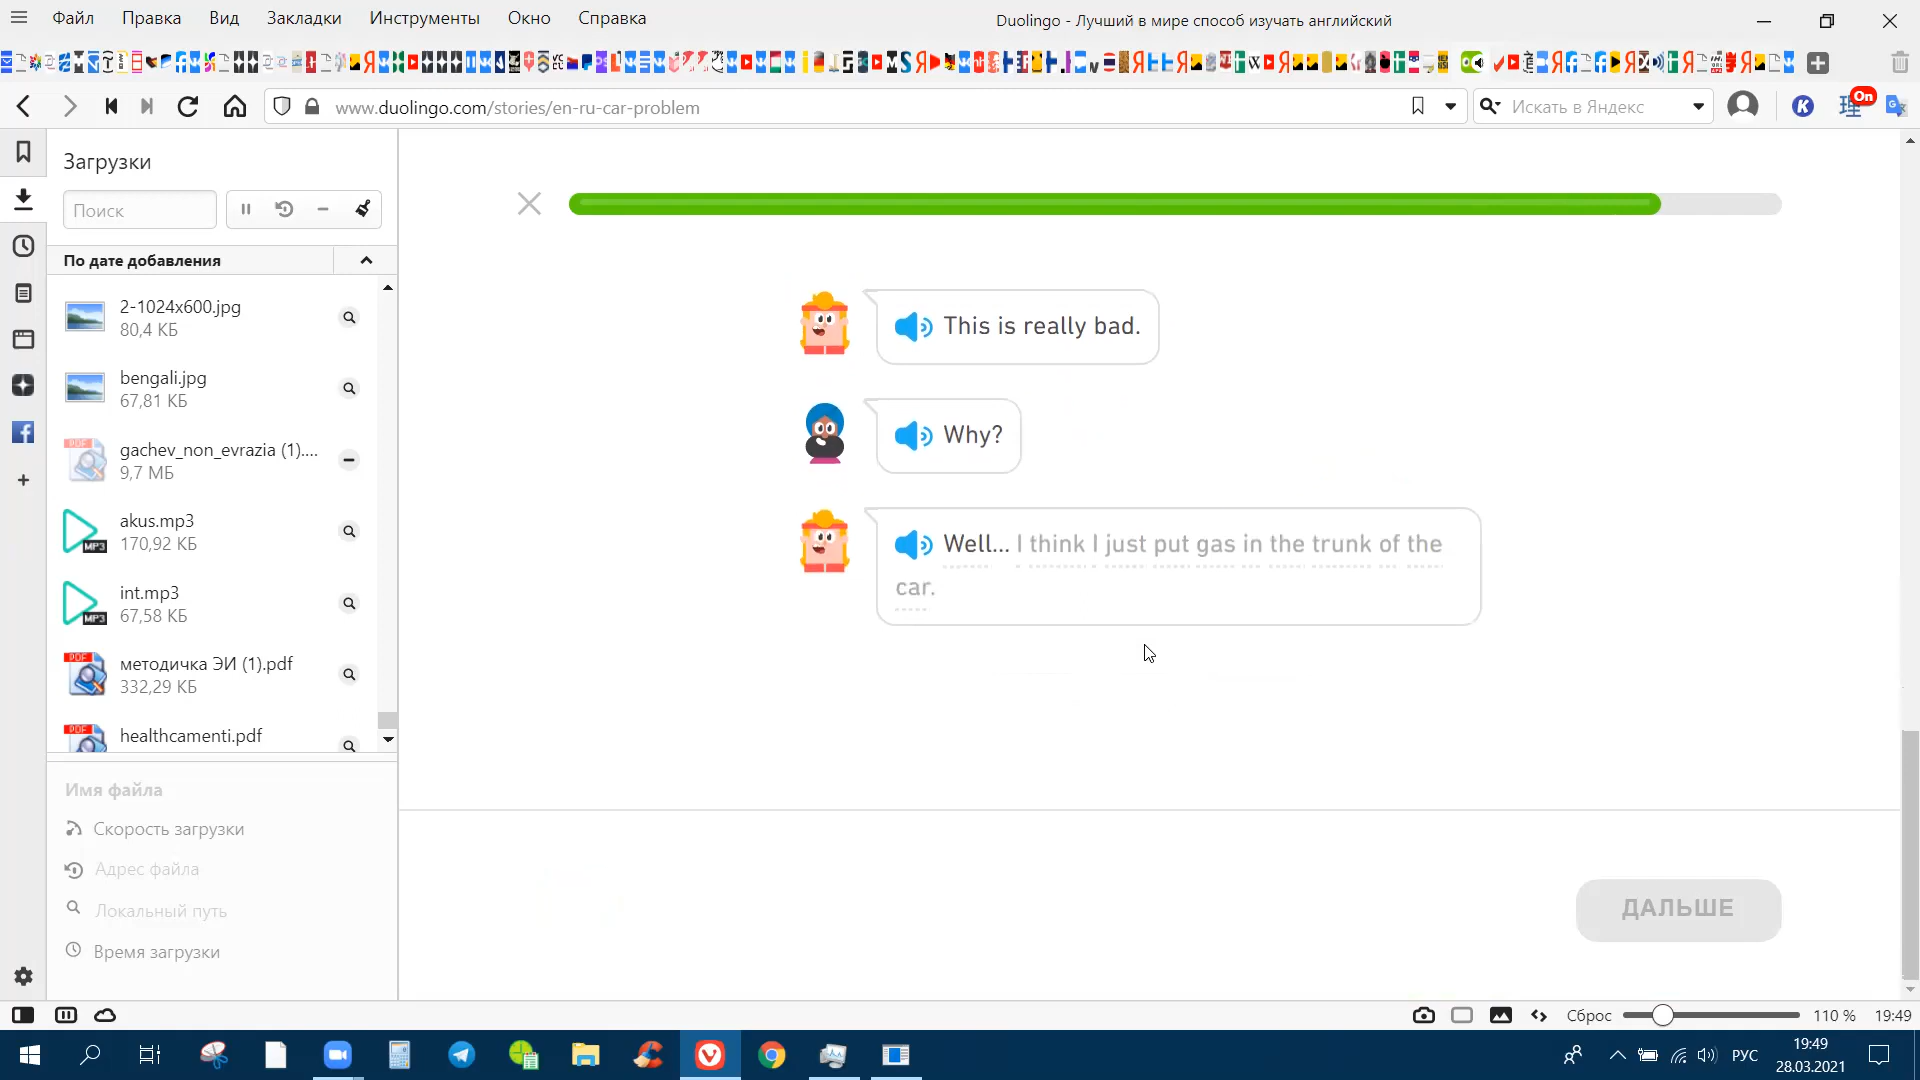 Файл Правка Вид Закладки Инструменты Окно Справка
Duolingo - Лучший в мире способ изучать английский
www.duolingo.com/stories/en-ru-car-problem
Искать в Яндекс
On
Загрузки
Поиск
По дате добавления
2-1024x600.jpg
80,4 КБ
bengali.jpg
67,81 КБ
gachev_non_evrazia (1)....
9,7 МБ
akus.mp3
170,92 КБ
int.mp3
67,58 КБ
методичка ЭИ (1).pdf
332,29 КБ
healthcamenti.pdf
Имя файла
Скорость загрузки
Адрес файла
Локальный путь
Время загрузки
This is really bad.
Why?
Well... I think I just put gas in the trunk of the
car.
ДАЛЬШЕ
Сброс 110 % 19:49
РУС
19:49
28.03.2021